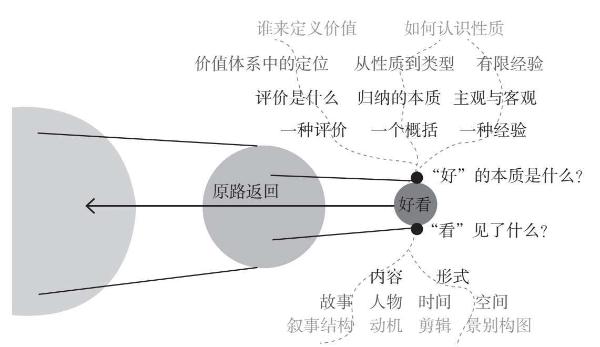 谁来定义价值 如何认识性质
价值体系中的定位 从性质到类型 有限经验
评价是什么 归纳的本质 主观与客观
一种评价 一个概括 一种经验
“好”的本质是什么?
原路返回
好看
“看”见了什么?
内容 形式
故事 人物 时间 空间
叙事结构 动机 剪辑 景别构图